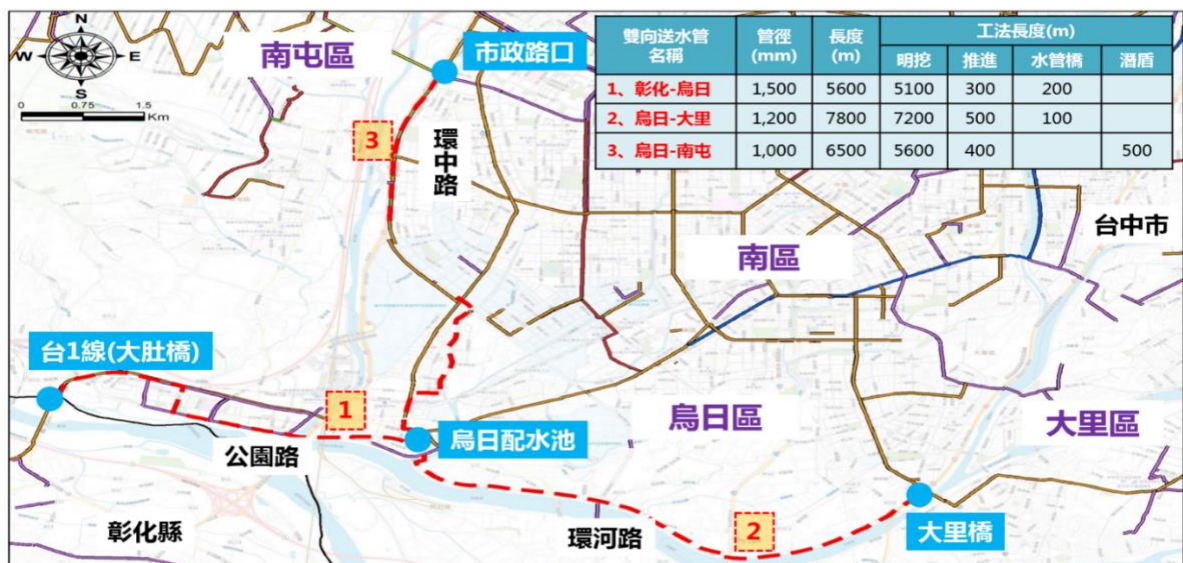 N
W
E
S
0
0.75
1.5
Km
南屯區
市政路口
3
環中路
雙向送水管名稱 管徑(mm) 長度(m) 工法長度(m)
明挖 推進 水管橋 潛盾
1、彰化-烏日 1,500 5600 5100 300 200
2、烏日-大里 1,200 7800 7200 500 100
3、烏日-南屯 1,000 6500 5600 400 500
台中市
南區
台1線(大肚橋)
1
烏日區
大里區
烏日配水池
公園路
彰化縣
環河路
2
大里橋